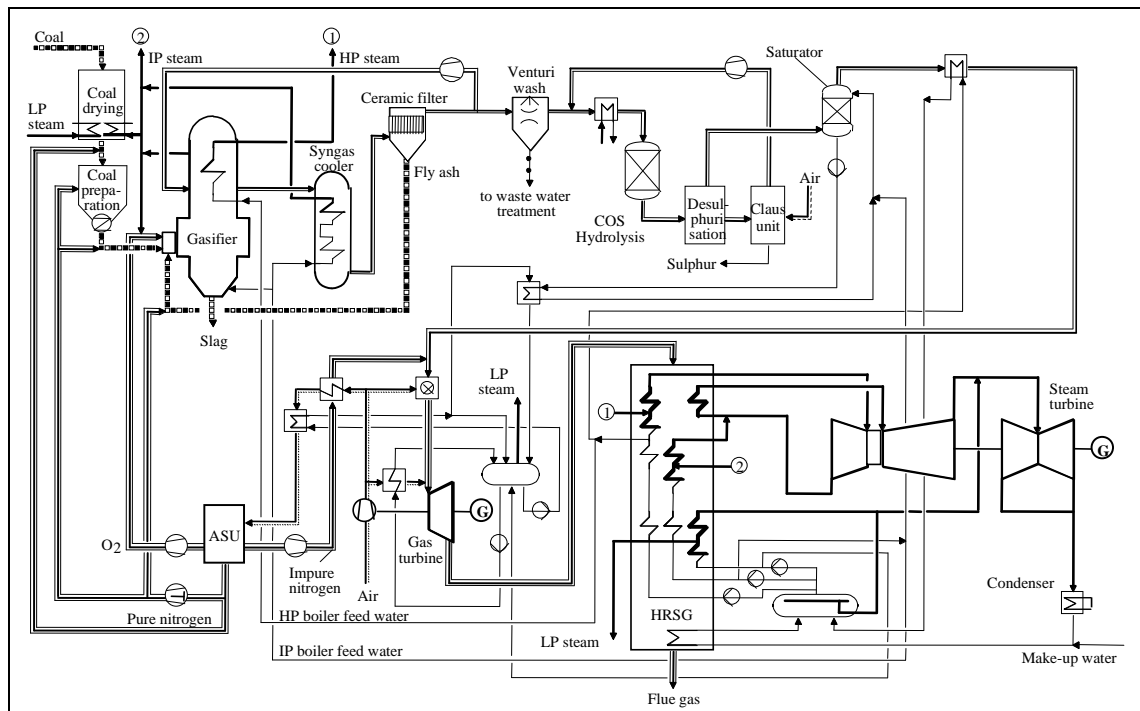 Coal
2
1
IP steam
HP steam
Coal
drying
LP
steam
Coal
prepa-
ration
Gasifier
Slag
Syngas
cooler
Ceramic filter
Fly ash
Venturi
wash
to waste water
treatment
COS
Hydrolysis
Desul-
phuri-
sation
Claus
unit
Air
Sulphur
Saturator
LP
steam
ASU
O2
Impure
nitrogen
Air
Gas
turbine
G
Pure nitrogen
HP boiler feed water
IP boiler feed water
1
2
HRSG
LP steam
Flue gas
Steam
turbine
G
Condenser
Make-up water